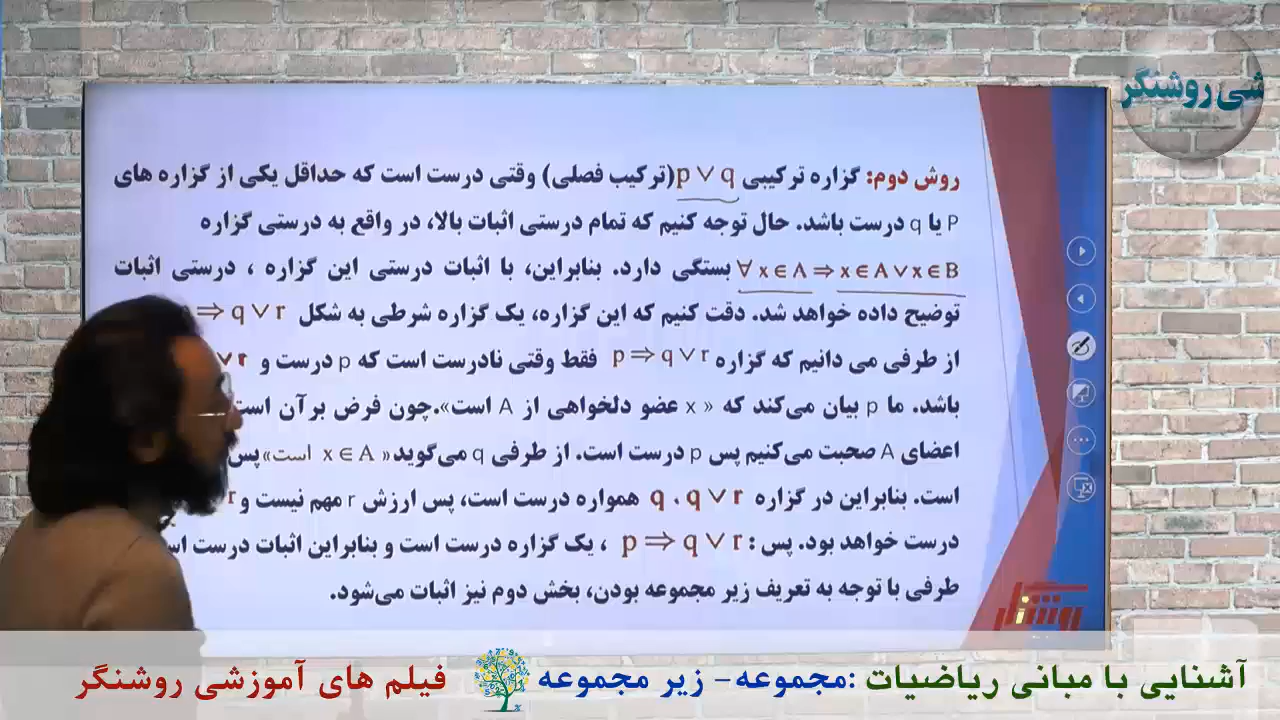 شی روشنگر
روش دوم: گزاره ترکیبی p ∨ q (ترکیب فصلی) وقتی درست است که حداقل یکی از گزاره های
P یا q درست باشد. حال توجه کنیم که تمام درستی اثبات بالا، در واقع به درستی گزاره
∀ x ∈ A ⇒ x ∈ A ∨ x ∈ B بستگی دارد. بنابراین، با اثبات درستی این گزاره ، درستی اثبات
توضیح داده خواهد شد. دقت کنیم که این گزاره، یک گزاره شرطی به شکل ⇒ q ∨ r
از طرفی می دانیم که گزاره p ⇒ q ∨ r فقط وقتی نادرست است که p درست و ∨ r
باشد. ما p بیان می‌کند که « x عضو دلخواهی از A است».چون فرض بر آن است
اعضای A صحبت می‌کنیم پس p درست است. از طرفی q می‌گوید« x ∈ A است»پس
است. بنابراین در گزاره q ، q ∨ r همواره درست است، پس ارزش r مهم نیست و r
درست خواهد بود. پس : p ⇒ q ∨ r ، یک گزاره درست است و بنابراین اثبات درست
طرفی با توجه به تعریف زیر مجموعه بودن، بخش دوم نیز اثبات می‌شود.
روشنگر
آشنایی با مبانی ریاضیات :مجموعه- زیر مجموعه فیلم های آموزشی روشنگر